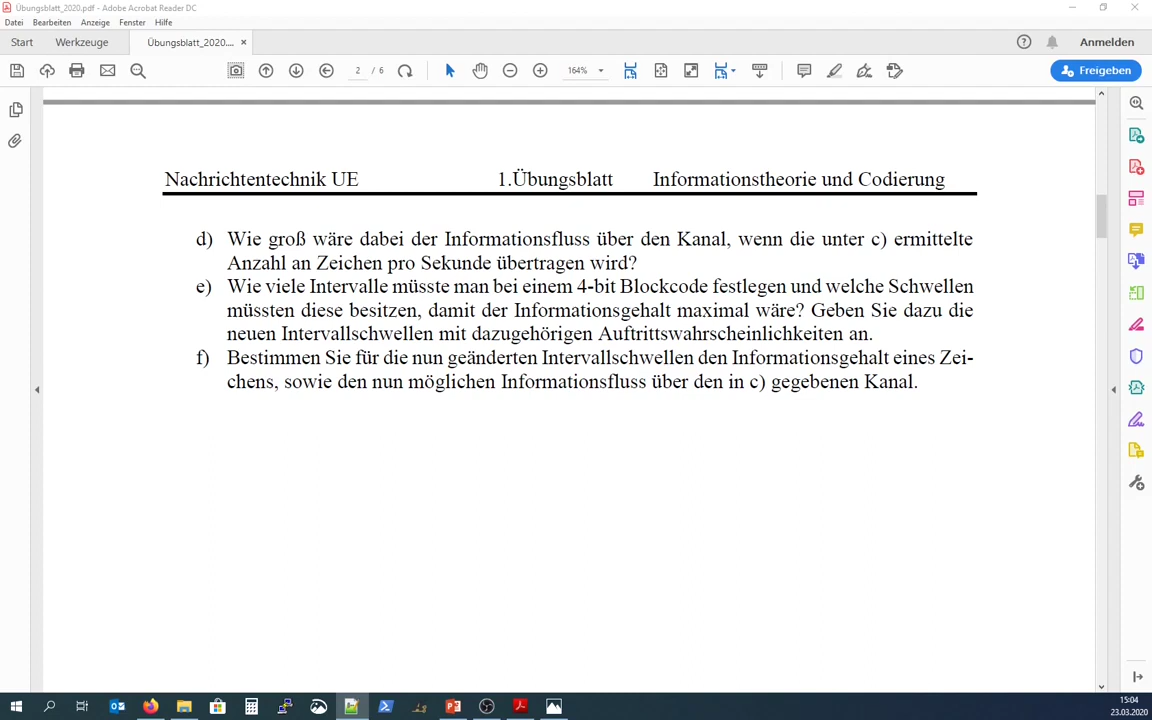 Übungsblatt_2020.pdf - Adobe Acrobat Reader DC
Datei Bearbeiten Anzeige Fenster Hilfe
Start Werkzeuge Übungsblatt_2020.... × Anmelden
2 / 6 164% Freigeben
Nachrichtentechnik UE 1.Übungsblatt Informationstheorie und Codierung
d) Wie groß wäre dabei der Informationsfluss über den Kanal, wenn die unter c) ermittelte
Anzahl an Zeichen pro Sekunde übertragen wird?
e) Wie viele Intervalle müsste man bei einem 4-bit Blockcode festlegen und welche Schwellen
müssten diese besitzen, damit der Informationsgehalt maximal wäre? Geben Sie dazu die
neuen Intervallschwellen mit dazugehörigen Auftrittswahrscheinlichkeiten an.
f) Bestimmen Sie für die nun geänderten Intervallschwellen den Informationsgehalt eines Zei-
chens, sowie den nun möglichen Informationsfluss über den in c) gegebenen Kanal.
15:04
23.03.2020